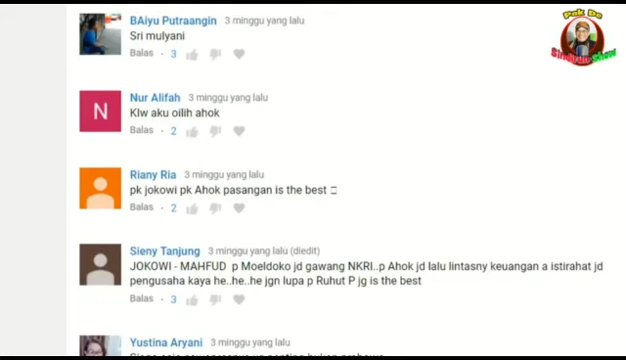 Pak De
BAiyu Putraangin 3 minggu yang lalu
Sri mulyani
Balas · 3
Nur Alifah 3 minggu yang lalu
N
Klw aku oilih ahok
Balas · 2
Riany Ria 3 minggu yang lalu
pk jokowi pk Ahok pasangan is the best
Balas · 2
Sieny Tanjung 3 minggu yang lalu (diedit)
JOKOWI - MAHFUD p Moeldoko jd gawang NKRI..p Ahok jd lalu lintasny keuangan a istirahat jd
pengusaha kaya he..he..he jgn lupa p Ruhut P jg is the best
Balas · 3
Yustina Aryani 3 minggu yang lalu